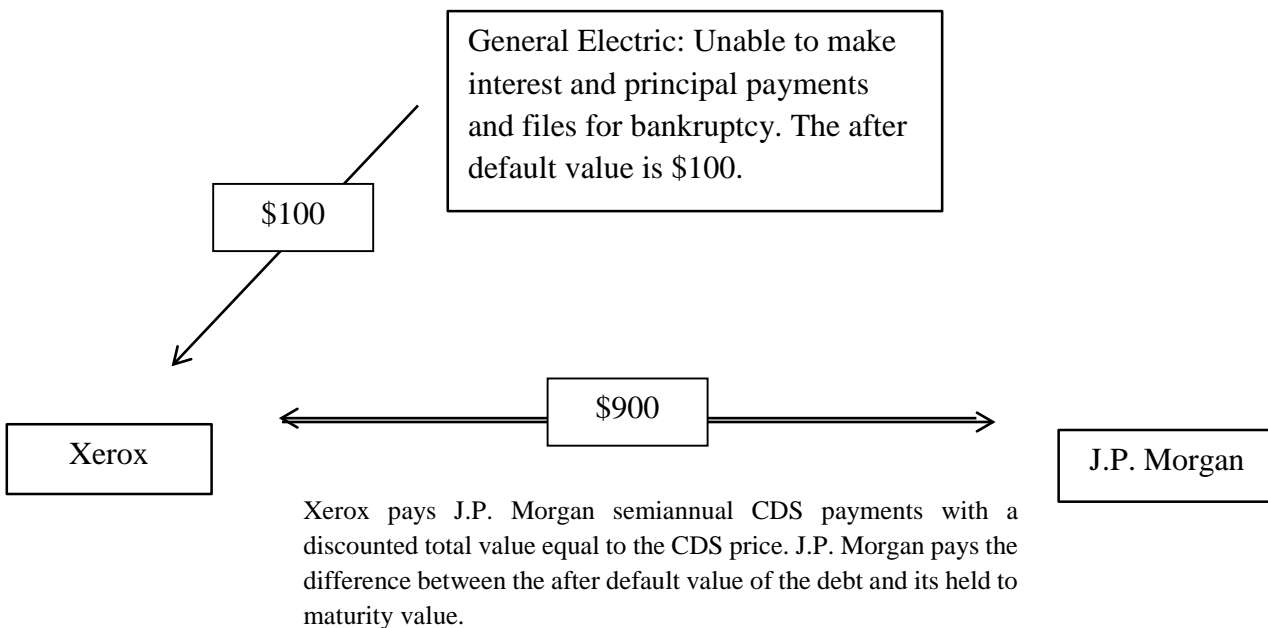 General Electric: Unable to make
interest and principal payments
and files for bankruptcy. The after
default value is $100.
$100
$900
Xerox
J.P. Morgan
Xerox pays J.P. Morgan semiannual CDS payments with a
discounted total value equal to the CDS price. J.P. Morgan pays the
difference between the after default value of the debt and its held to
maturity value.